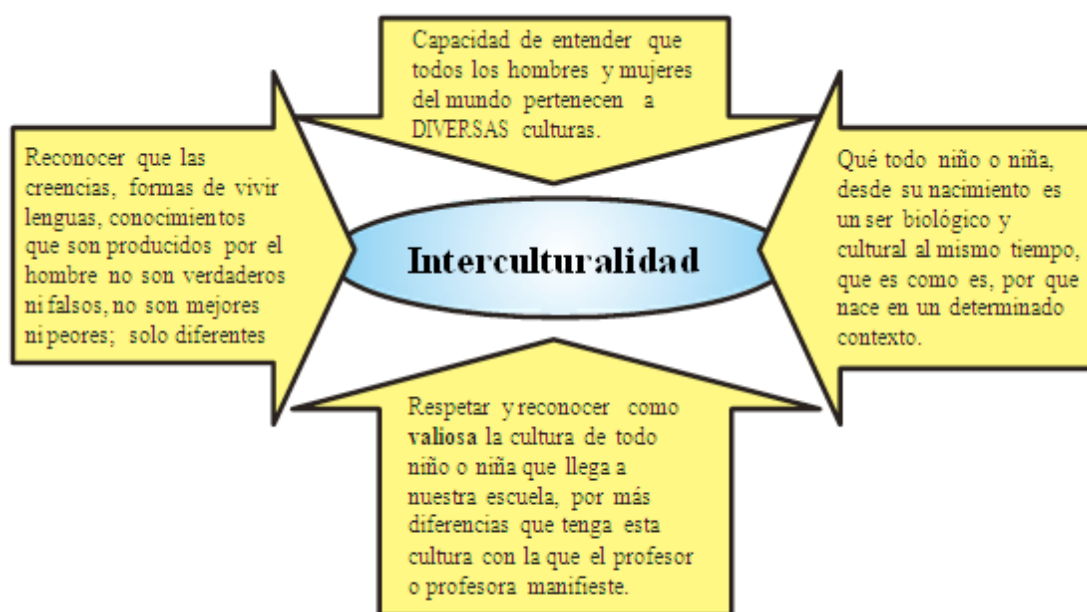 Capacidad de entender que
todos los hombres y mujeres
del mundo pertenecen a
DIVERSAS culturas.
Reconocer que las
creencias, formas de vivir
lenguas, conocimientos
que son producidos por el
hombre no son verdaderos
ni falsos, no son mejores
ni peores; solo diferentes
Interculturalidad
Qué todo niño o niña,
desde su nacimiento es
un ser biológico y
cultural al mismo tiempo,
que es como es, por que
nace en un determinado
contexto.
Respetar y reconocer como
valiosa la cultura de todo
niño o niña que llega a
nuestra escuela, por más
diferencias que tenga esta
cultura con la que el profesor
o profesora manifieste.